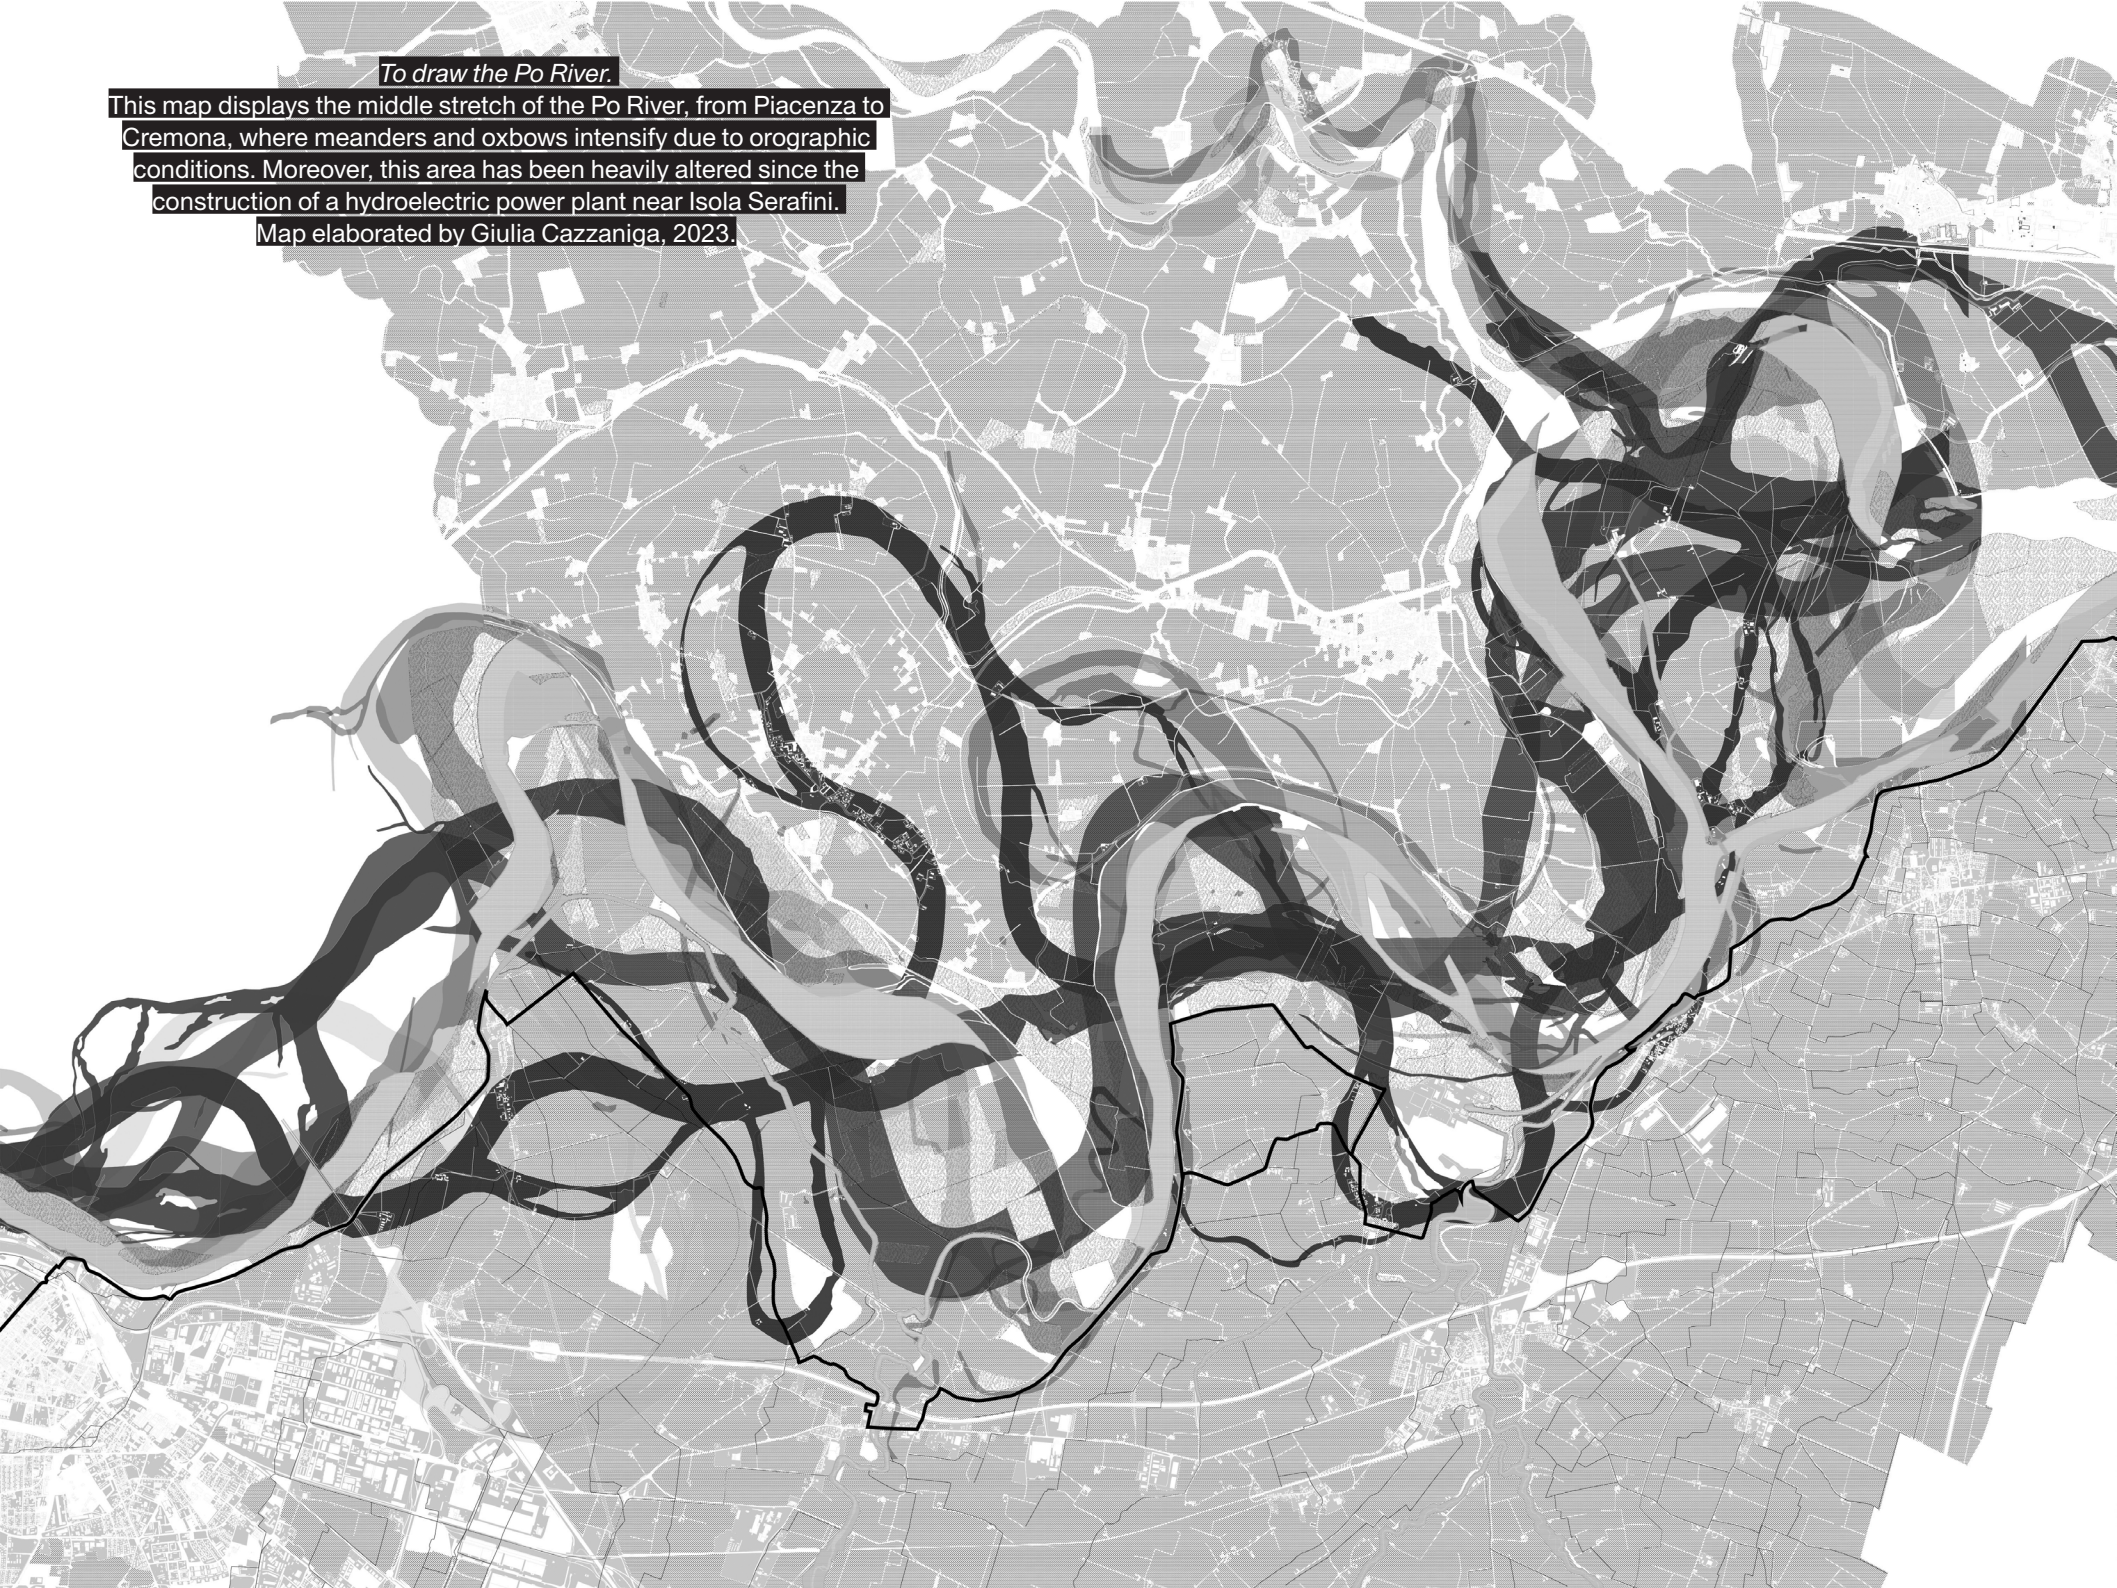 To draw the Po River.
This map displays the middle stretch of the Po River, from Piacenza to
Cremona, where meanders and oxbows intensify due to orographic
conditions. Moreover, this area has been heavily altered since the
construction of a hydroelectric power plant near Isola Serafini.
Map elaborated by Giulia Cazzaniga, 2023.